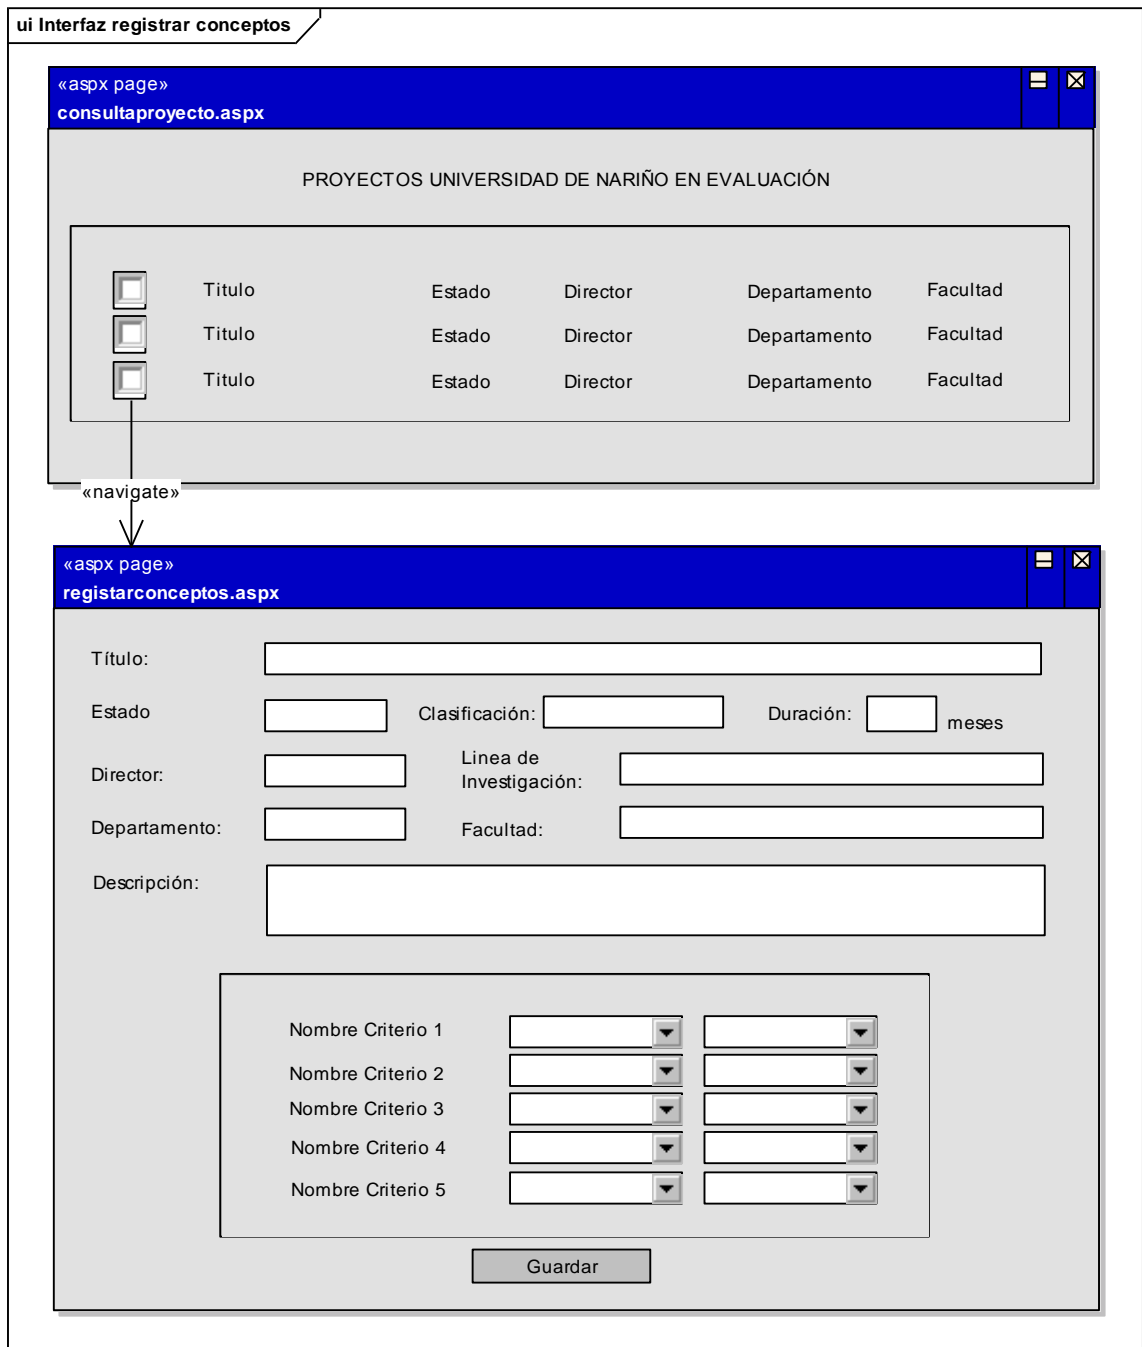 ui Interfaz registrar conceptos
«aspx page»
consultaproyecto.aspx
PROYECTOS UNIVERSIDAD DE NARIÑO EN EVALUACIÓN
Titulo Estado Director Departamento Facultad
Titulo Estado Director Departamento Facultad
Titulo Estado Director Departamento Facultad
«navigate»
«aspx page»
registarconceptos.aspx
Título:
Estado Clasificación: Duración: meses
Director: Linea de
Investigación:
Departamento: Facultad:
Descripción:
Nombre Criterio 1
Nombre Criterio 2
Nombre Criterio 3
Nombre Criterio 4
Nombre Criterio 5
Guardar